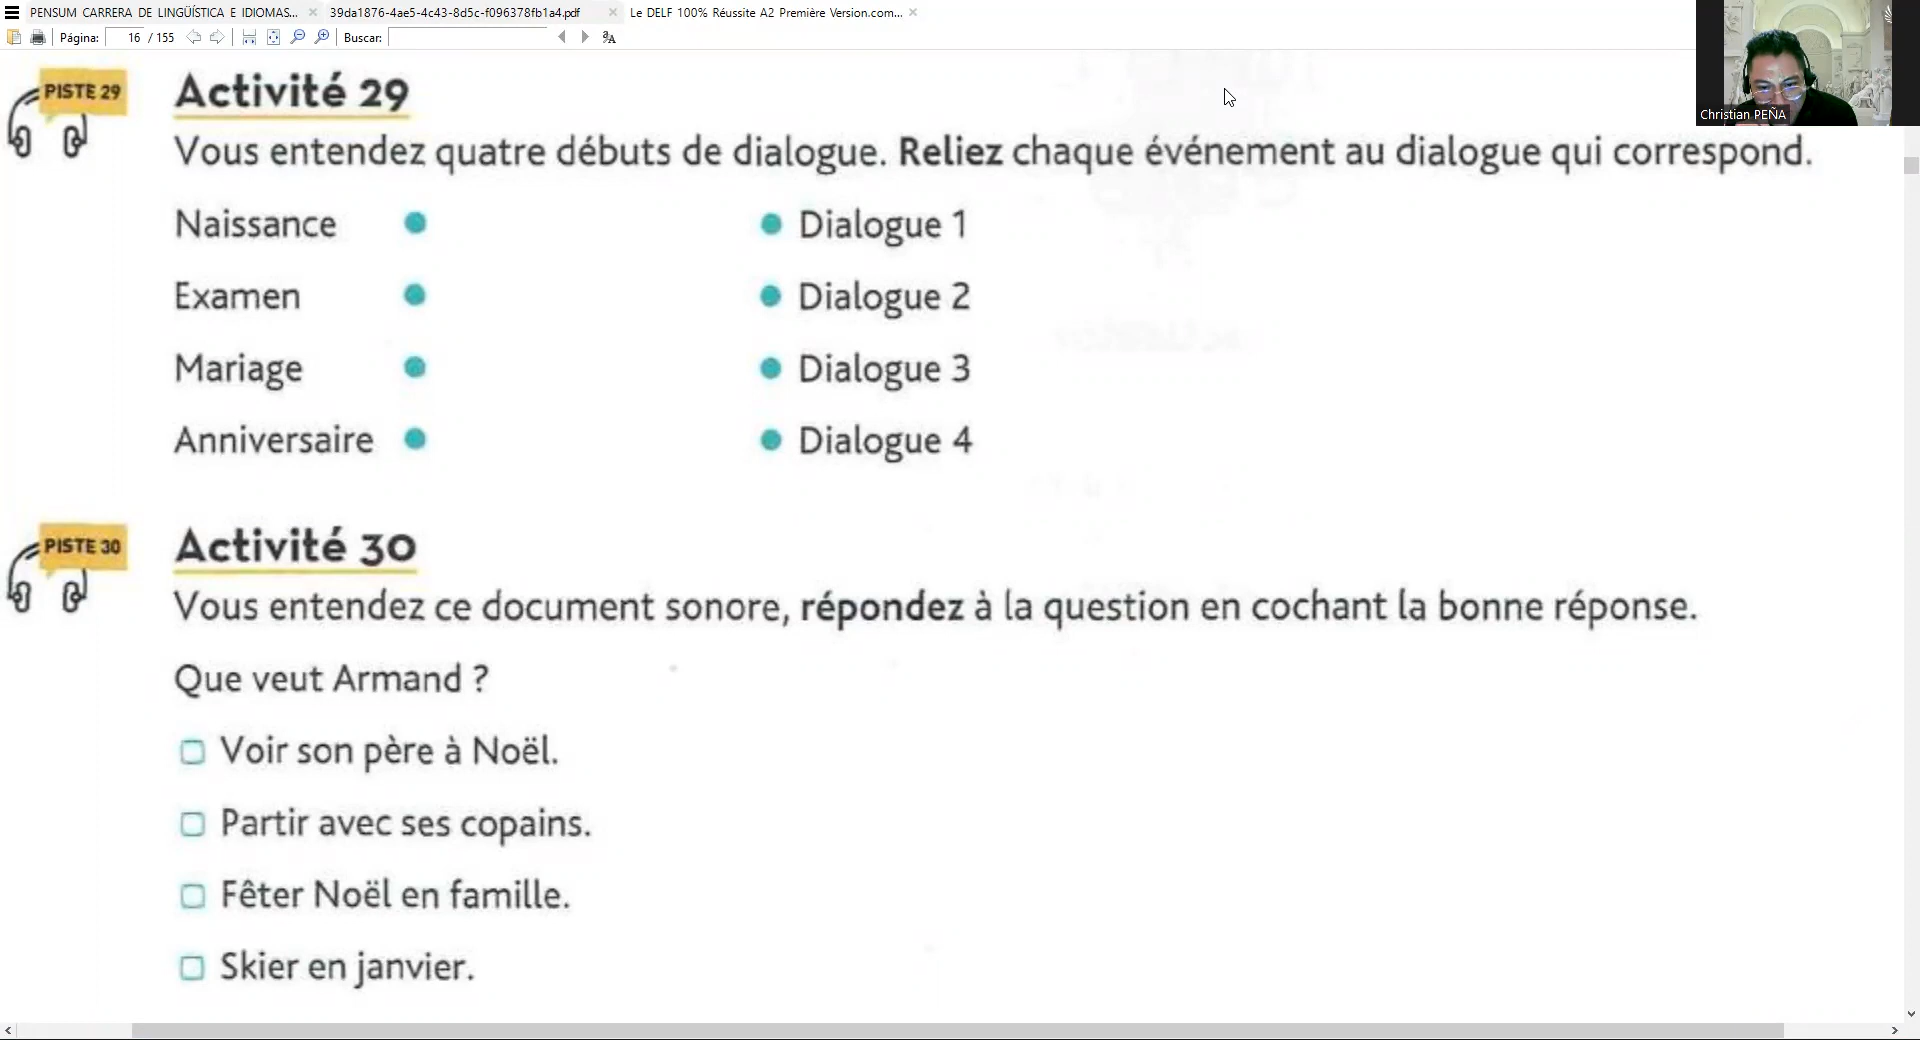 PENSUM CARRERA DE LINGÜÍSTICA E IDIOMAS...
39da1876-4ae5-4c43-8d5c-f096378fb1a4.pdf
Le DELF 100% Réussite A2 Première Version.com...
Página: 16 / 155
Buscar:
Christian PEÑA
PISTE 29
Activité 29
Vous entendez quatre débuts de dialogue. Reliez chaque événement au dialogue qui correspond.
Naissance Dialogue 1
Examen Dialogue 2
Mariage Dialogue 3
Anniversaire Dialogue 4
PISTE 30
Activité 30
Vous entendez ce document sonore, répondez à la question en cochant la bonne réponse.
Que veut Armand ?
Voir son père à Noël.
Partir avec ses copains.
Fêter Noël en famille.
Skier en janvier.